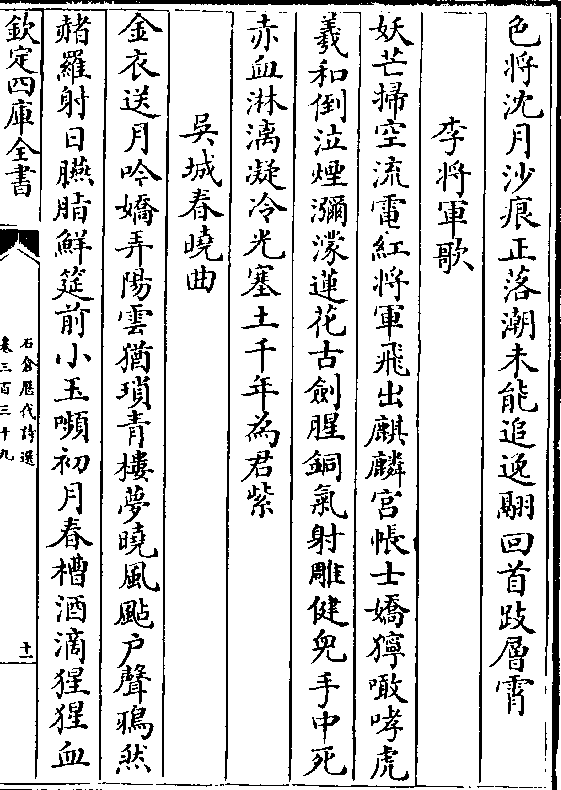 色將沈月沙痕正落潮未能追逸翮回首跂層霄
李將軍歌
妖芒掃空流電紅將軍飛出麒麟宮帳士嬌獰噉哮虎
羲和倒泣煙瀰濛蓮花古劍腥銅氣射雕健兒手中死
赤血淋漓凝冷光塞土千年為君紫
吳城春曉曲
金衣送月吟嬌弄陽雲猶瑣青樓夢曉風颭戶聲鴉然
赭羅射日臙脂鮮筵前小玉嚬初月春槽酒滴猩猩血
欽定四庫全書
石倉歷代詩選
卷三百三十九
十一